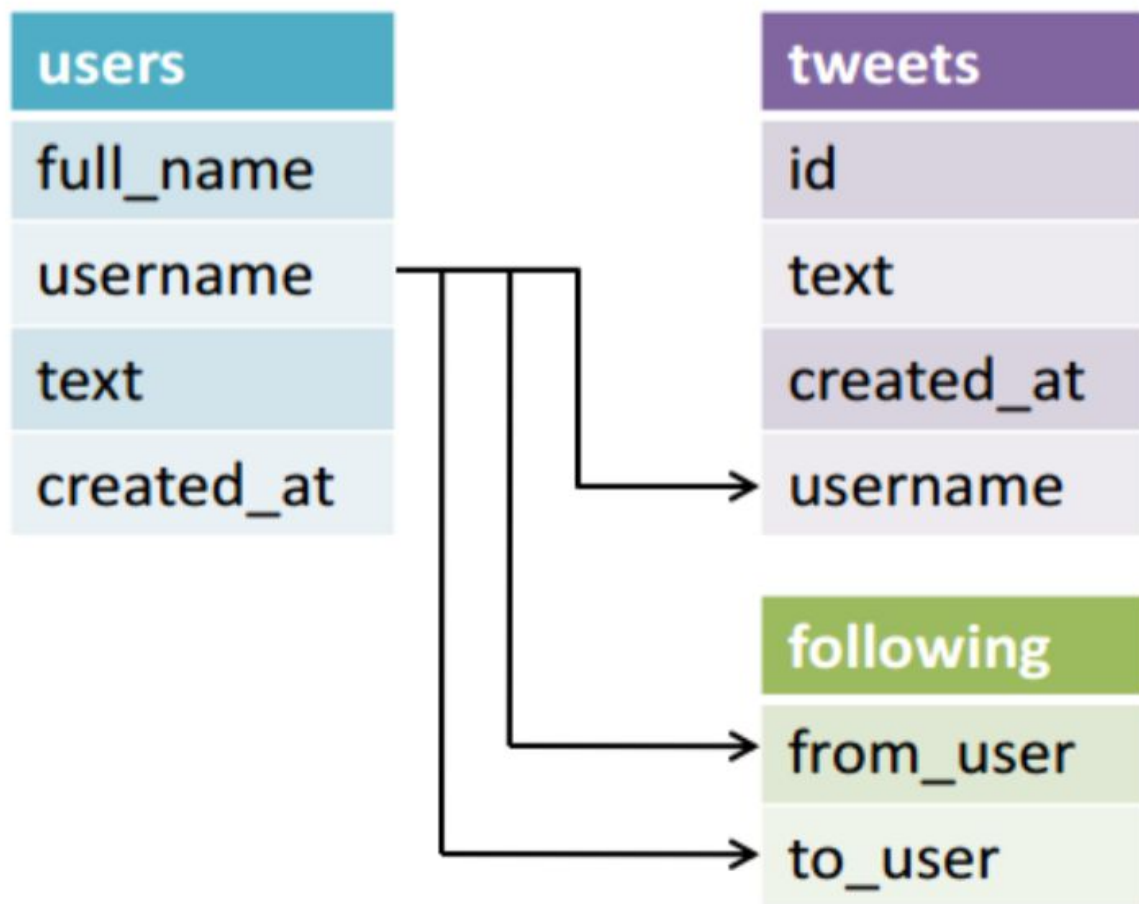 users
full_name
username
text
created_at
tweets
id
text
created_at
username
following
from_user
to_user